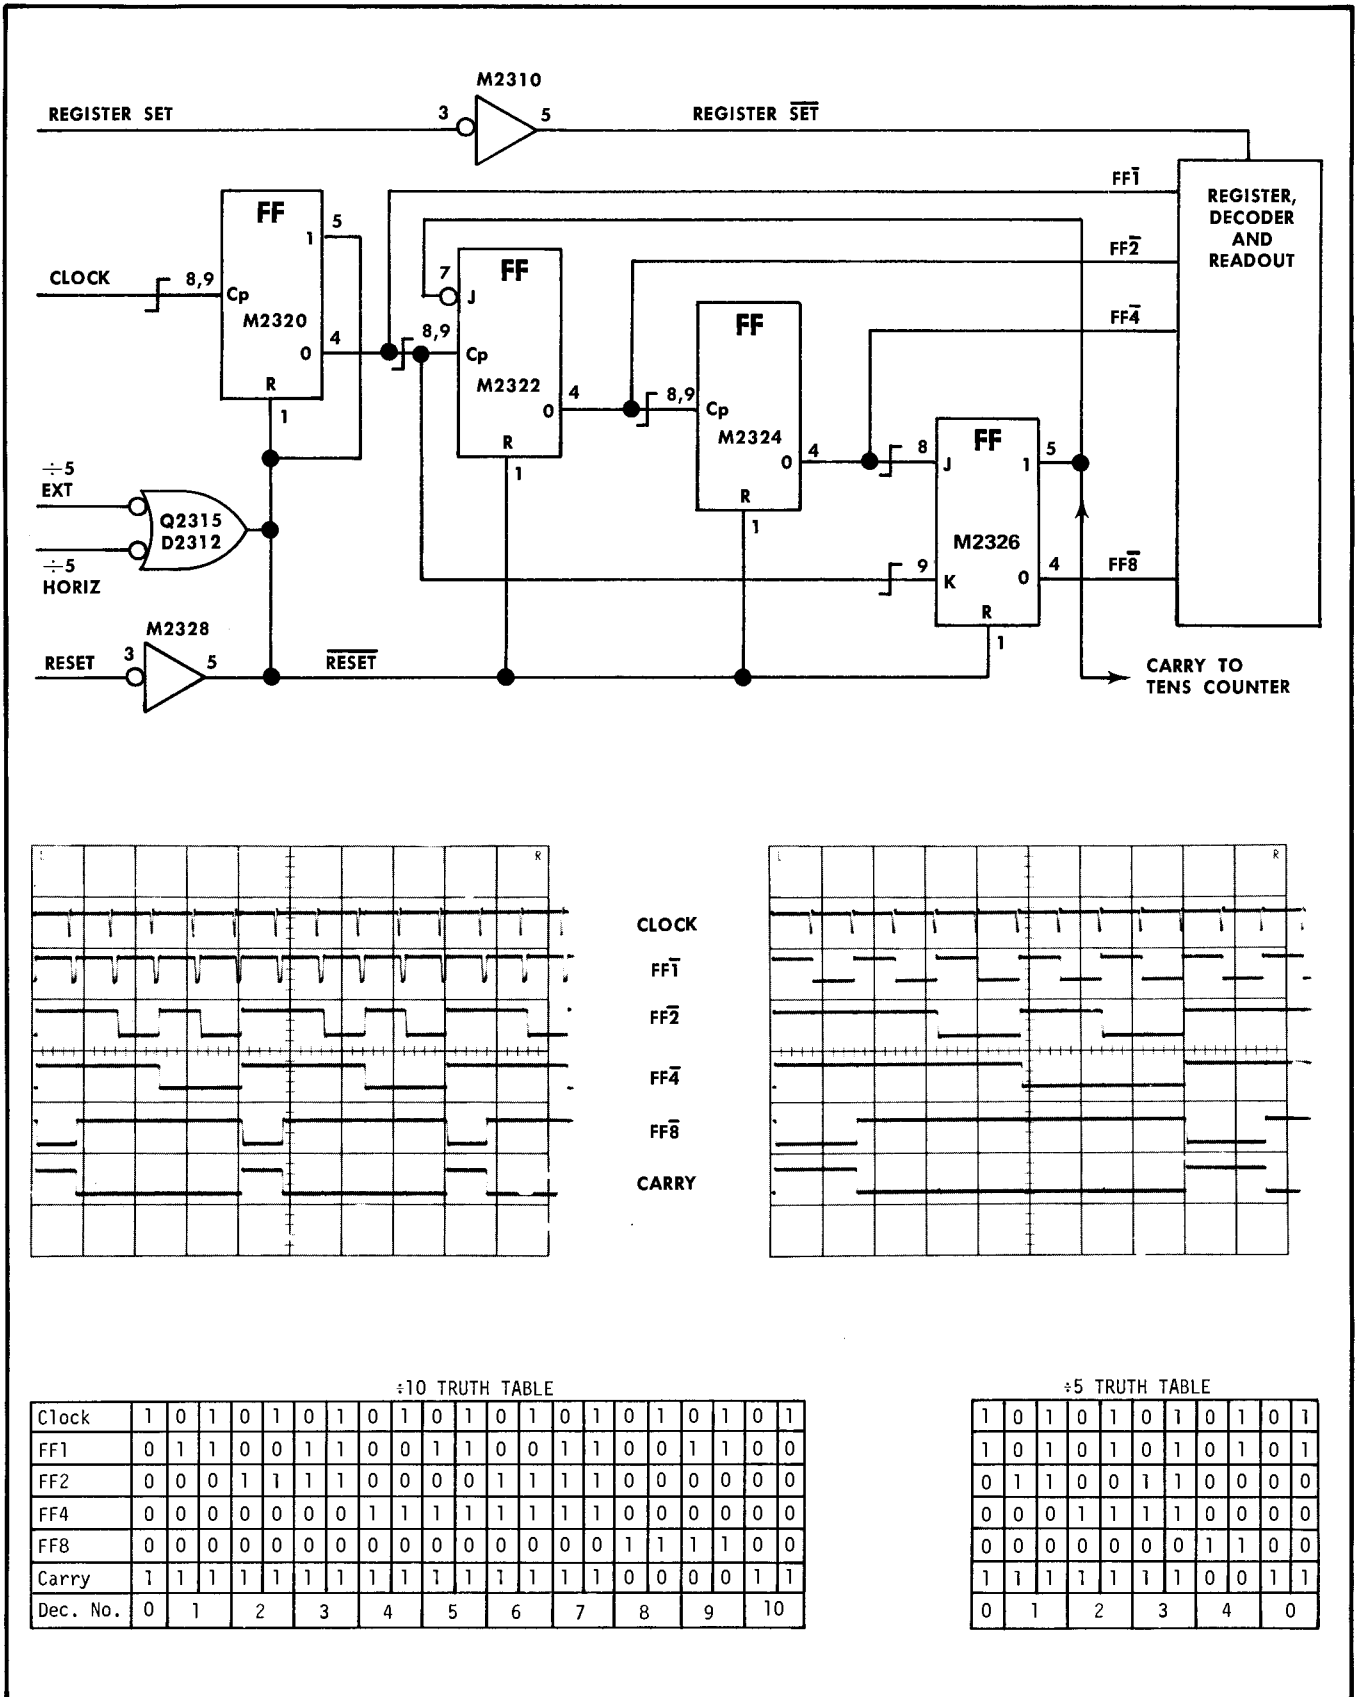 M2310
REGISTER SET
3
5
REGISTER S̅E̅T̅
FF1̅
REGISTER,
DECODER
AND
READOUT
FF
5
1
FF2̅
7
FF
J
CLOCK
8,9
Cp
M2320
FF4̅
FF
8,9
Cp
4
0
M2322
R
1
4
0
8,9
Cp
M2324
FF
R
1
4
0
8
J
1
5
R
1
÷5
EXT
Q2315
D2312
÷5
HORIZ
M2326
9
K
0
4
FF8̅
R
1
M2328
RESET
3
5
R̅E̅S̅E̅T̅
CARRY TO
TENS COUNTER
L
R
L
R
CLOCK
FF1̅
FF2̅
FF4̅
FF8̅
CARRY
÷10 TRUTH TABLE
Clock 1 0 1 0 1 0 1 0 1 0 1 0 1 0 1 0 1 0 1 0 1
FF1 0 1 1 0 0 1 1 0 0 1 1 0 0 1 1 0 0 1 1 0 0
FF2 0 0 0 1 1 1 1 0 0 0 0 1 1 1 1 0 0 0 0 0 0
FF4 0 0 0 0 0 0 0 1 1 1 1 1 1 1 1 0 0 0 0 0 0
FF8 0 0 0 0 0 0 0 0 0 0 0 0 0 0 0 1 1 1 1 0 0
Carry 1 1 1 1 1 1 1 1 1 1 1 1 1 1 1 0 0 0 0 1 1
Dec. No. 0 1 2 3 4 5 6 7 8 9 10
÷5 TRUTH TABLE
1 0 1 0 1 0 1 0 1 0 1
1 0 1 0 1 0 1 0 1 0 1
0 1 1 0 0 1 1 0 0 0 0
0 0 0 1 1 1 1 0 0 0 0
0 0 0 0 0 0 0 1 1 0 0
1 1 1 1 1 1 1 0 0 1 1
0 1 2 3 4 0